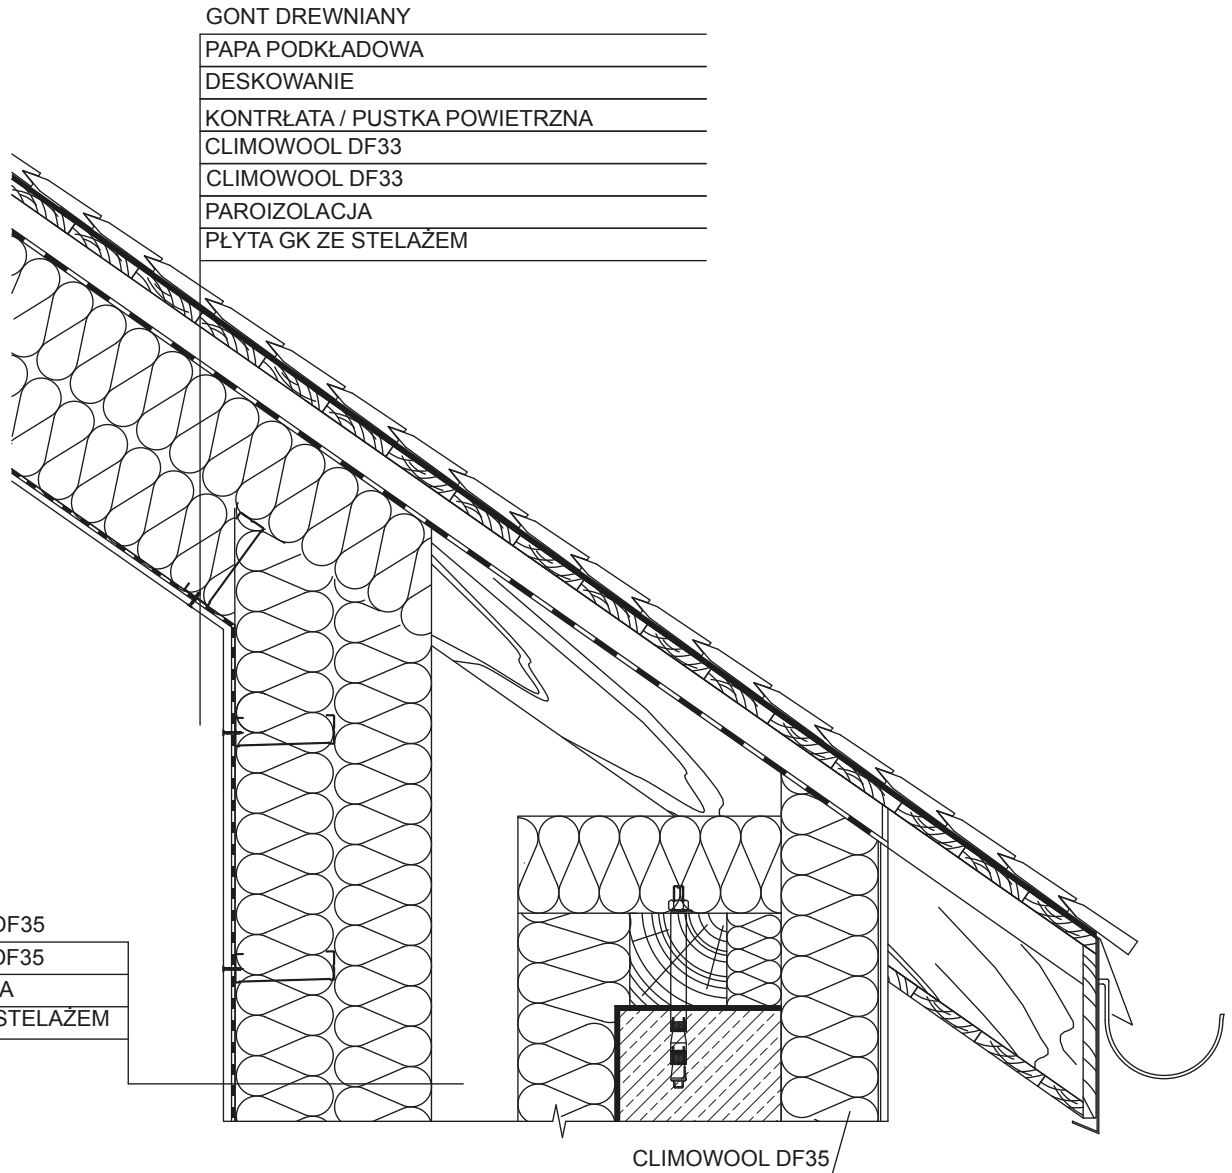 GONT DREWNIANY
PAPA PODKŁADOWA
DESKOWANIE
KONTRŁATA / PUSTKA POWIETRZNA
CLIMOWOOL DF33
CLIMOWOOL DF33
PAROIZOLACJA
PŁYTA GK ZE STELAŻEM
DF35
DF35
A
STELAŻEM
CLIMOWOOL DF35